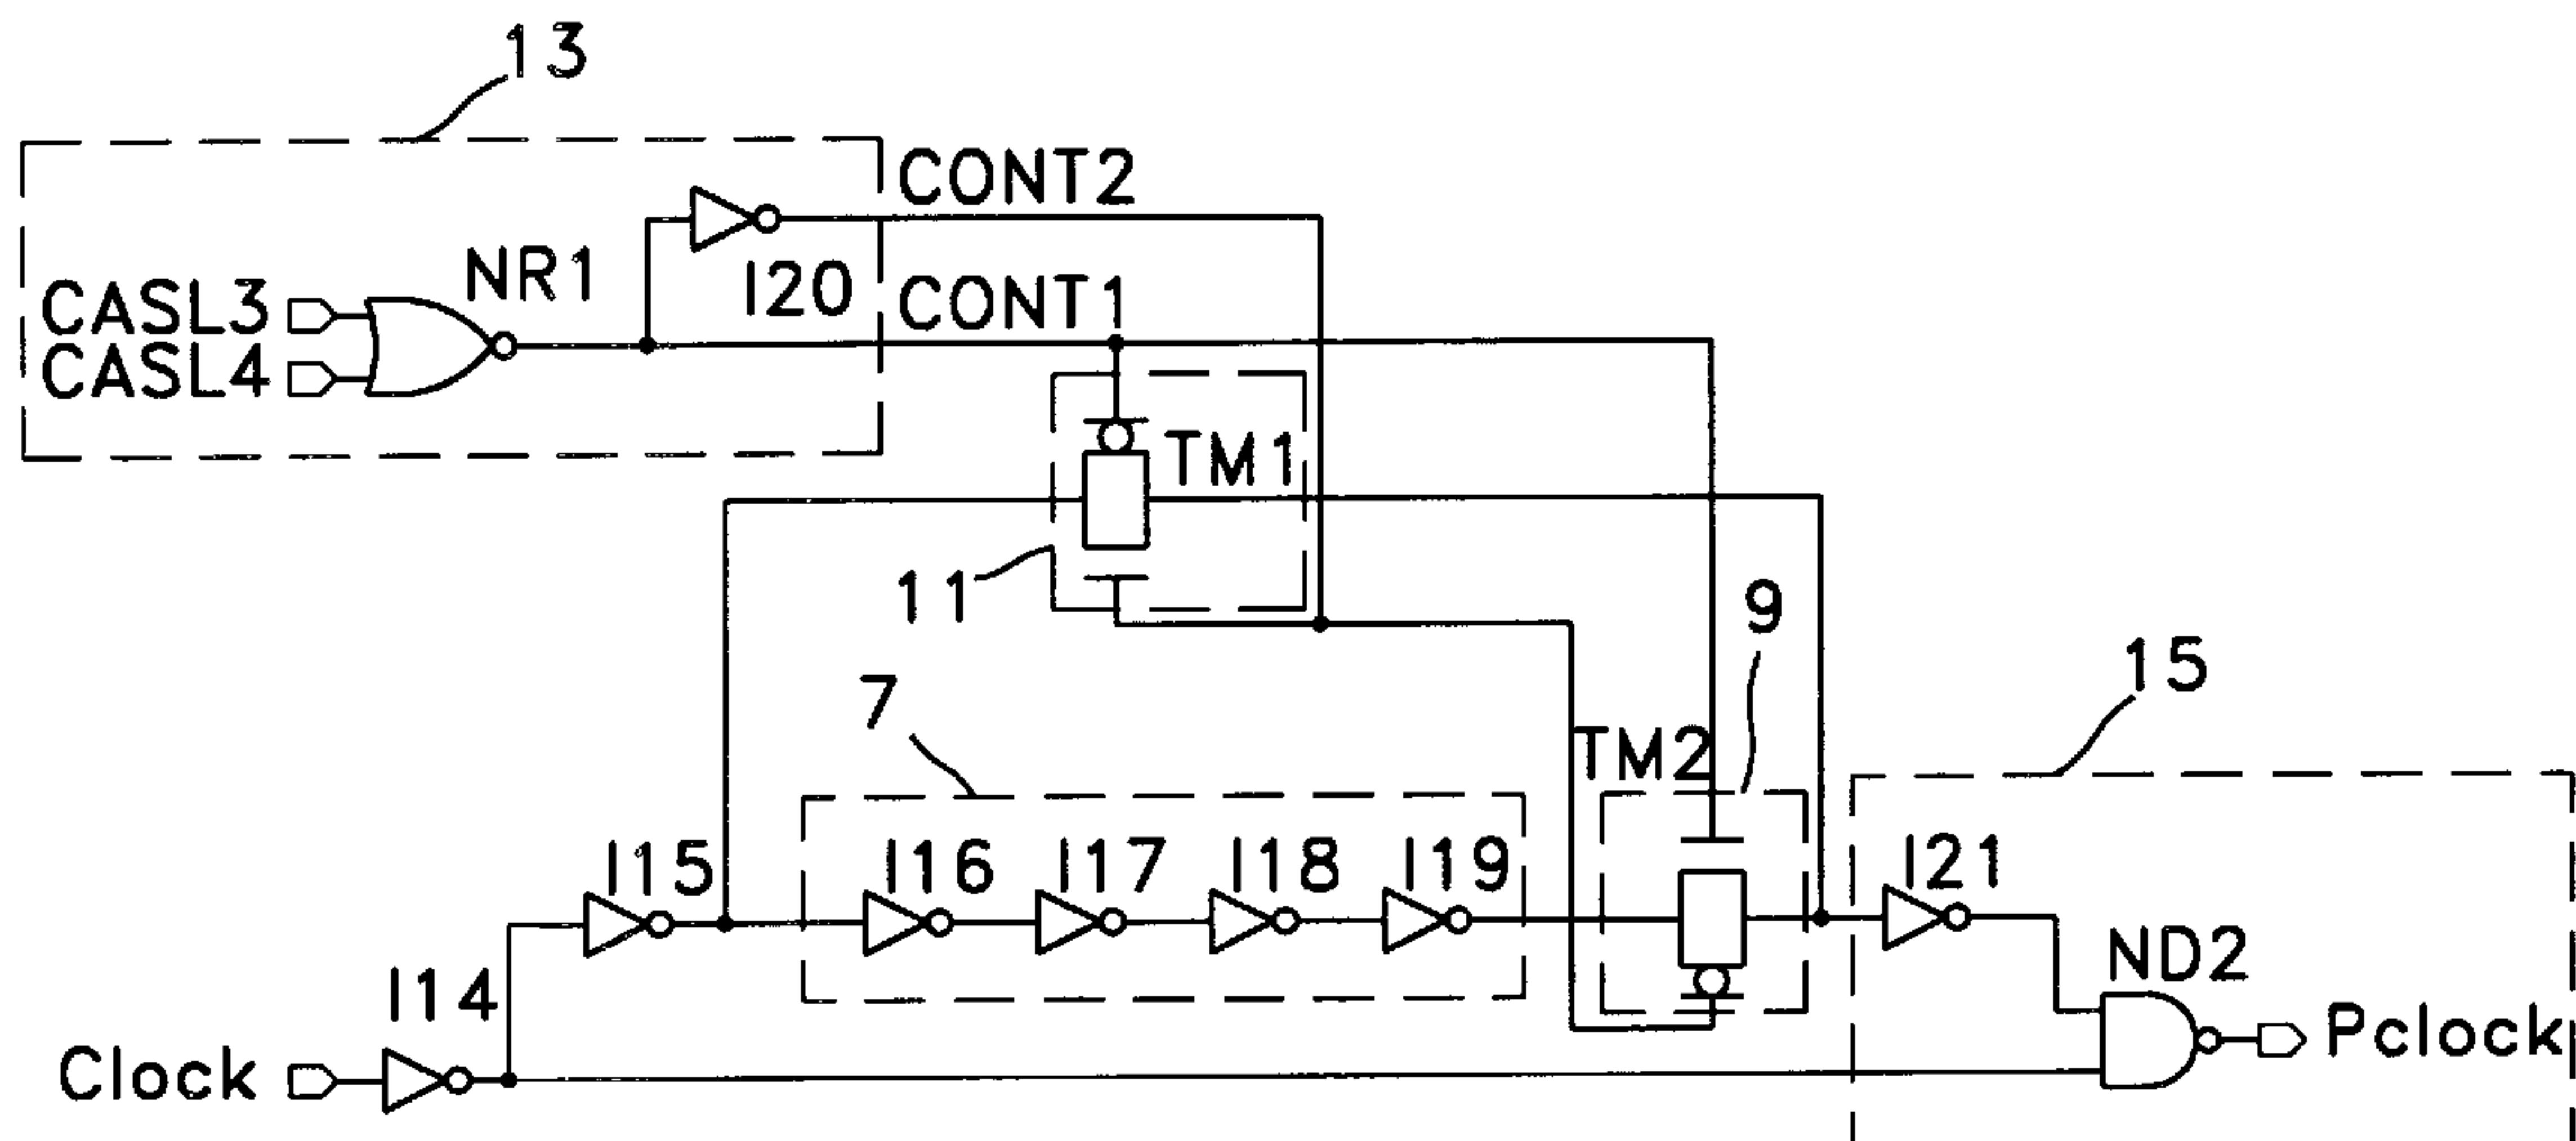 13
CONT2
NR1
I20
CASL3
CONT1
CASL4
TM1
11
9
15
7
TM2
I15
I16
I17
I18
I19
I21
I14
ND2
Clock
Pclock